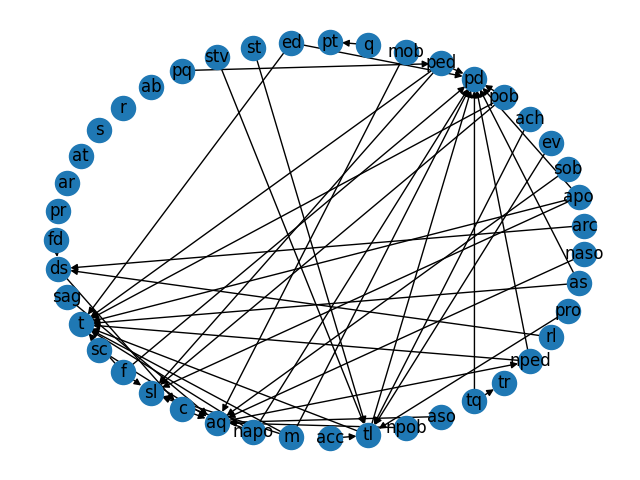 ed
pt
q
mob
st
stv
ped
pq
pd
ab
pob
r
ach
s
ev
at
sob
ar
apo
pr
arc
fd
naso
ds
as
sag
pro
t
rl
sc
nped
f
tr
sl
tq
c
aso
aq
npob
napo
m
acc
tl